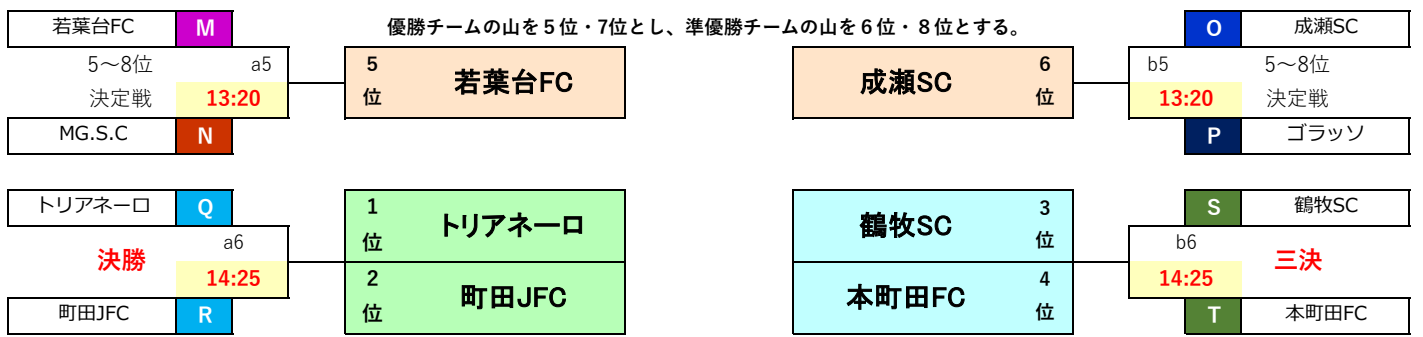 優勝チームの山を５位・7位とし、準優勝チームの山を６位・８位とする。
若葉台FC M
5～8位 a5
決定戦 13:20
MG.S.C N
5
位
若葉台FC
成瀬SC
6
位
O 成瀬SC
b5 5～8位
13:20 決定戦
P ゴラッソ
トリアネーロ Q
a6
決勝
14:25
町田JFC R
1
位
トリアネーロ
2
位
町田JFC
鶴牧SC
3
位
本町田FC
4
位
S 鶴牧SC
b6
三決
14:25
T 本町田FC